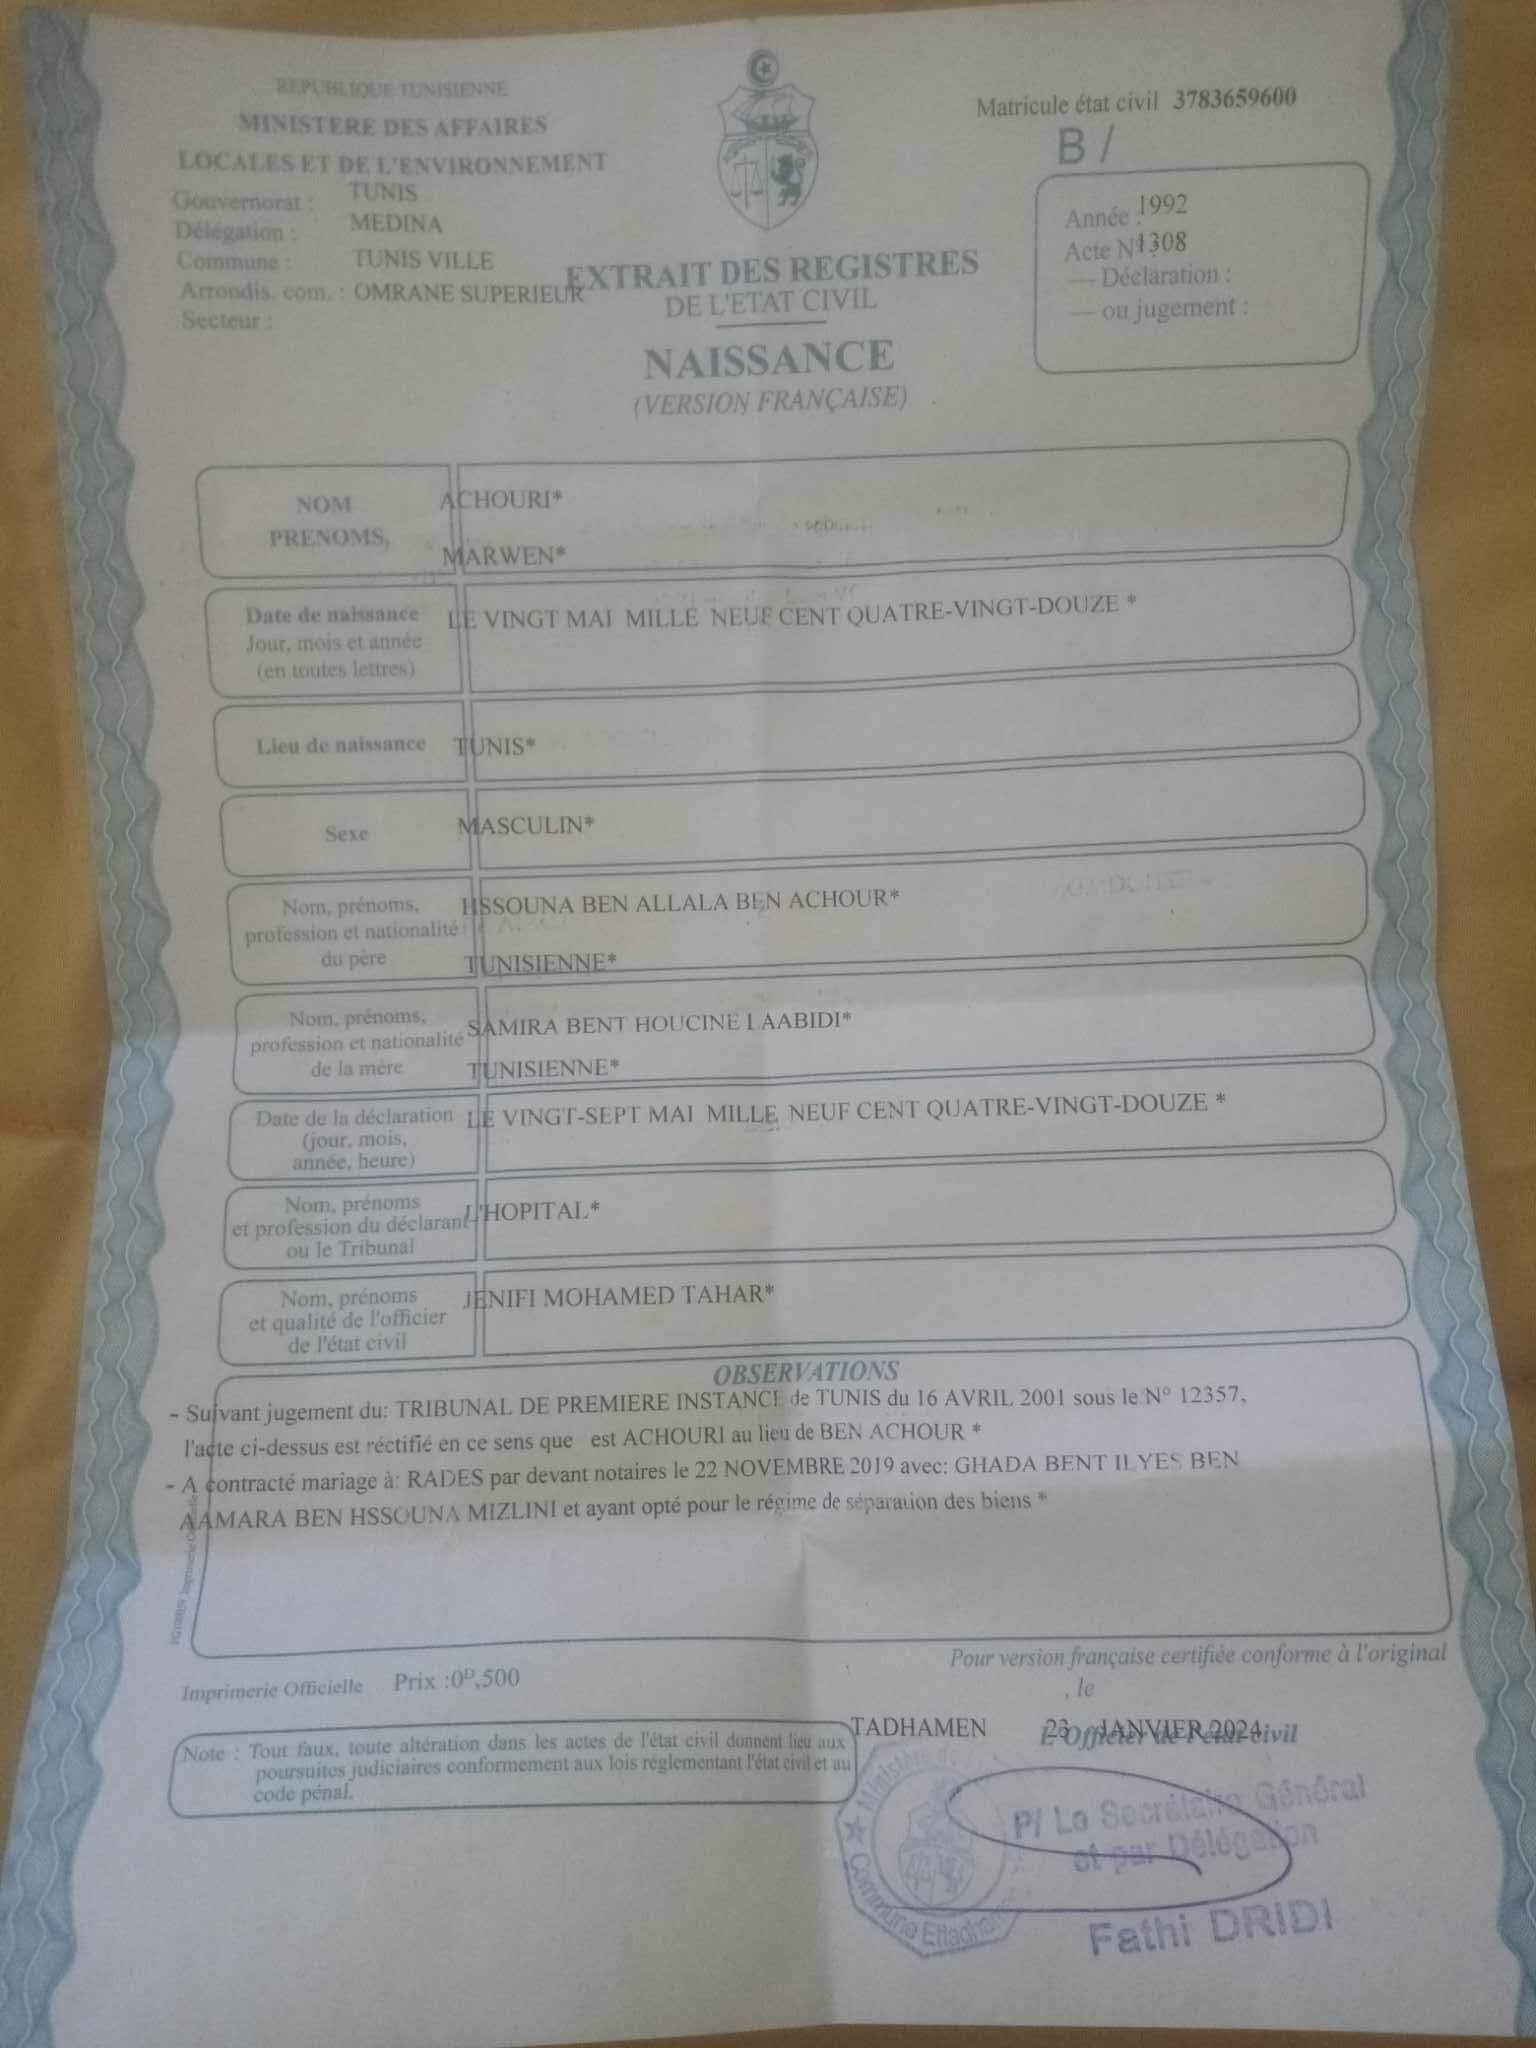 REPUBLIQUE TUNISIENNE
MINISTERE DES AFFAIRES
LOCALES ET DE L'ENVIRONNEMENT
Gouvernorat : TUNIS
Délégation : MEDINA
Commune : TUNIS VILLE
Arrondis. com. : OMRANE SUPERIEUR
Secteur :
Matricule état civil 3783659600
B /
Année : 1992
Acte N° 1308
— Déclaration :
— ou jugement :
EXTRAIT DES REGISTRES
DE L'ETAT CIVIL
NAISSANCE
(VERSION FRANÇAISE)
NOM ACHOURI*
PRENOMS, MARWEN*
Date de naissance LE VINGT MAI MILLE NEUF CENT QUATRE-VINGT-DOUZE *
Jour, mois et année
(en toutes lettres)
Lieu de naissance TUNIS*
Sexe MASCULIN*
Nom, prénoms, HSSOUNA BEN ALLALA BEN ACHOUR*
profession et nationalité
du père TUNISIENNE*
Nom, prénoms, SAMIRA BENT HOUCINE LAABIDI*
profession et nationalité
de la mère TUNISIENNE*
Date de la déclaration LE VINGT-SEPT MAI MILLE NEUF CENT QUATRE-VINGT-DOUZE *
(jour, mois,
année, heure)
Nom, prénoms L'HOPITAL*
et profession du déclarant
ou le Tribunal
Nom, prénoms JENIFI MOHAMED TAHAR*
et qualité de l'officier
de l'état civil
OBSERVATIONS
- Suivant jugement du: TRIBUNAL DE PREMIERE INSTANCE de TUNIS du 16 AVRIL 2001 sous le N° 12357,
l'acte ci-dessus est réctifié en ce sens que est ACHOURI au lieu de BEN ACHOUR *
- A contracté mariage à: RADES par devant notaires le 22 NOVEMBRE 2019 avec: GHADA BENT ILYES BEN
AAMARA BEN HSSOUNA MIZLINI et ayant opté pour le régime de séparation des biens *
Imprimerie Officielle Prix :0ᴰ,500
Pour version française certifiée conforme à l'original
, le
TADHAMEN 23 JANVIER 2024
L'Officier de l'état civil
Note : Tout faux, toute altération dans les actes de l'état civil donnent lieu aux
poursuites judiciaires conformement aux lois réglementant l'état civil et au
code pénal.
P/ Le Secrétaire Général
et par Délégation
Fathi DRIDI
Commune Ettadhamen